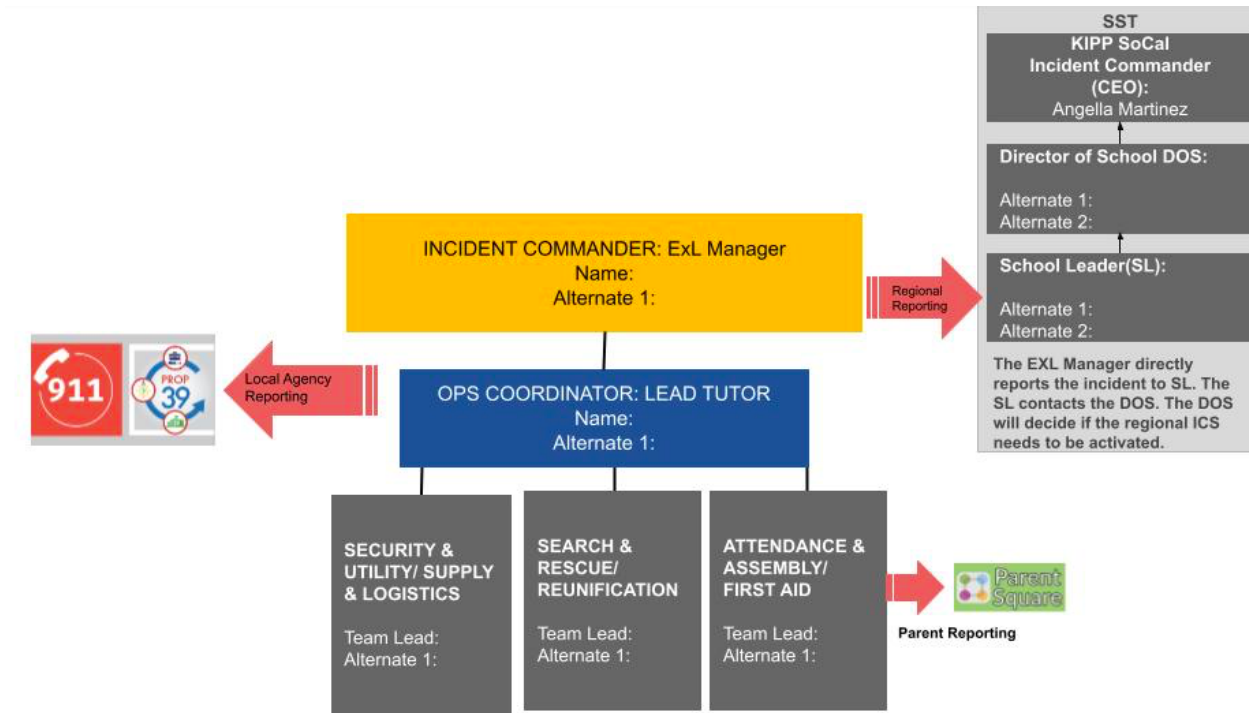 SST
KIPP SoCal
Incident Commander
(CEO):
Angella Martinez
Director of School DOS:
Alternate 1:
Alternate 2:
School Leader(SL):
Alternate 1:
Alternate 2:
The EXL Manager directly
reports the incident to SL. The
SL contacts the DOS. The DOS
will decide if the regional ICS
needs to be activated.
INCIDENT COMMANDER: ExL Manager
Name:
Alternate 1:
Regional
Reporting
911
PROP
39
Local Agency
Reporting
OPS COORDINATOR: LEAD TUTOR
Name:
Alternate 1:
SECURITY &
UTILITY/ SUPPLY
& LOGISTICS
Team Lead:
Alternate 1:
SEARCH &
RESCUE/
REUNIFICATION
Team Lead:
Alternate 1:
ATTENDANCE &
ASSEMBLY/
FIRST AID
Team Lead:
Alternate 1:
Parent
Square
Parent Reporting